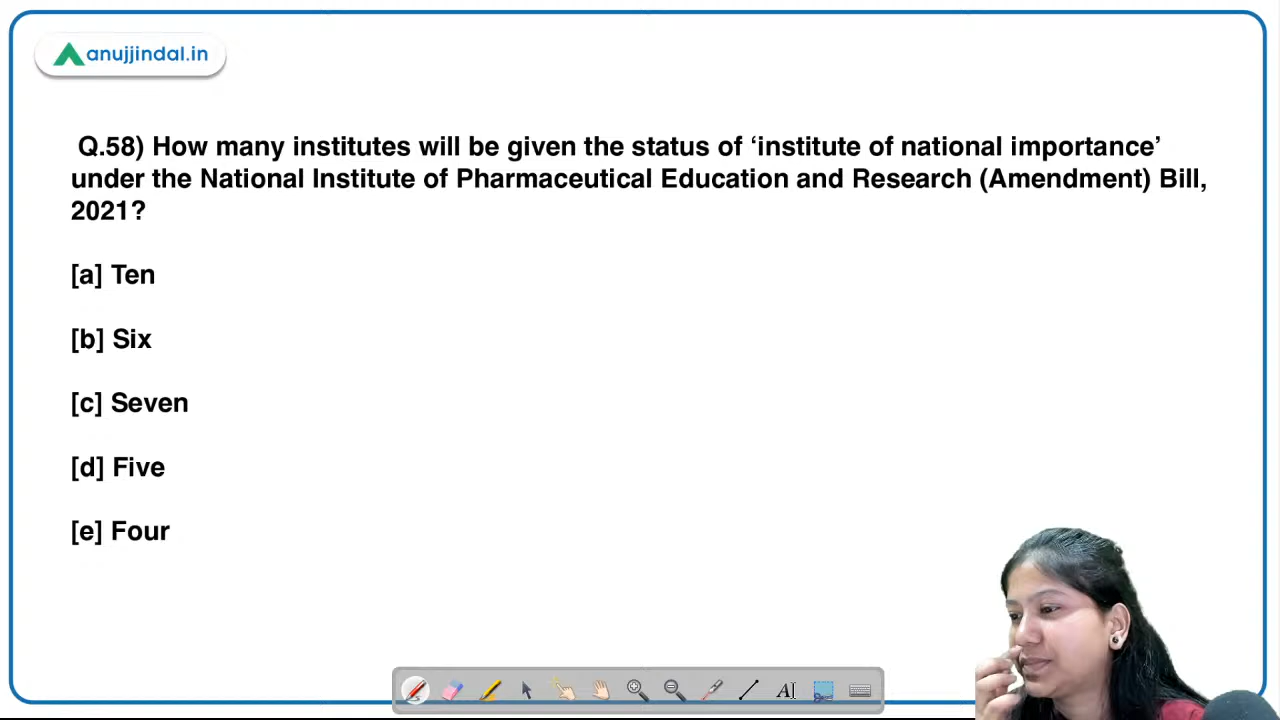 anujjindal.in
Q.58) How many institutes will be given the status of ‘institute of national importance’
under the National Institute of Pharmaceutical Education and Research (Amendment) Bill,
2021?
[a] Ten
[b] Six
[c] Seven
[d] Five
[e] Four
AI